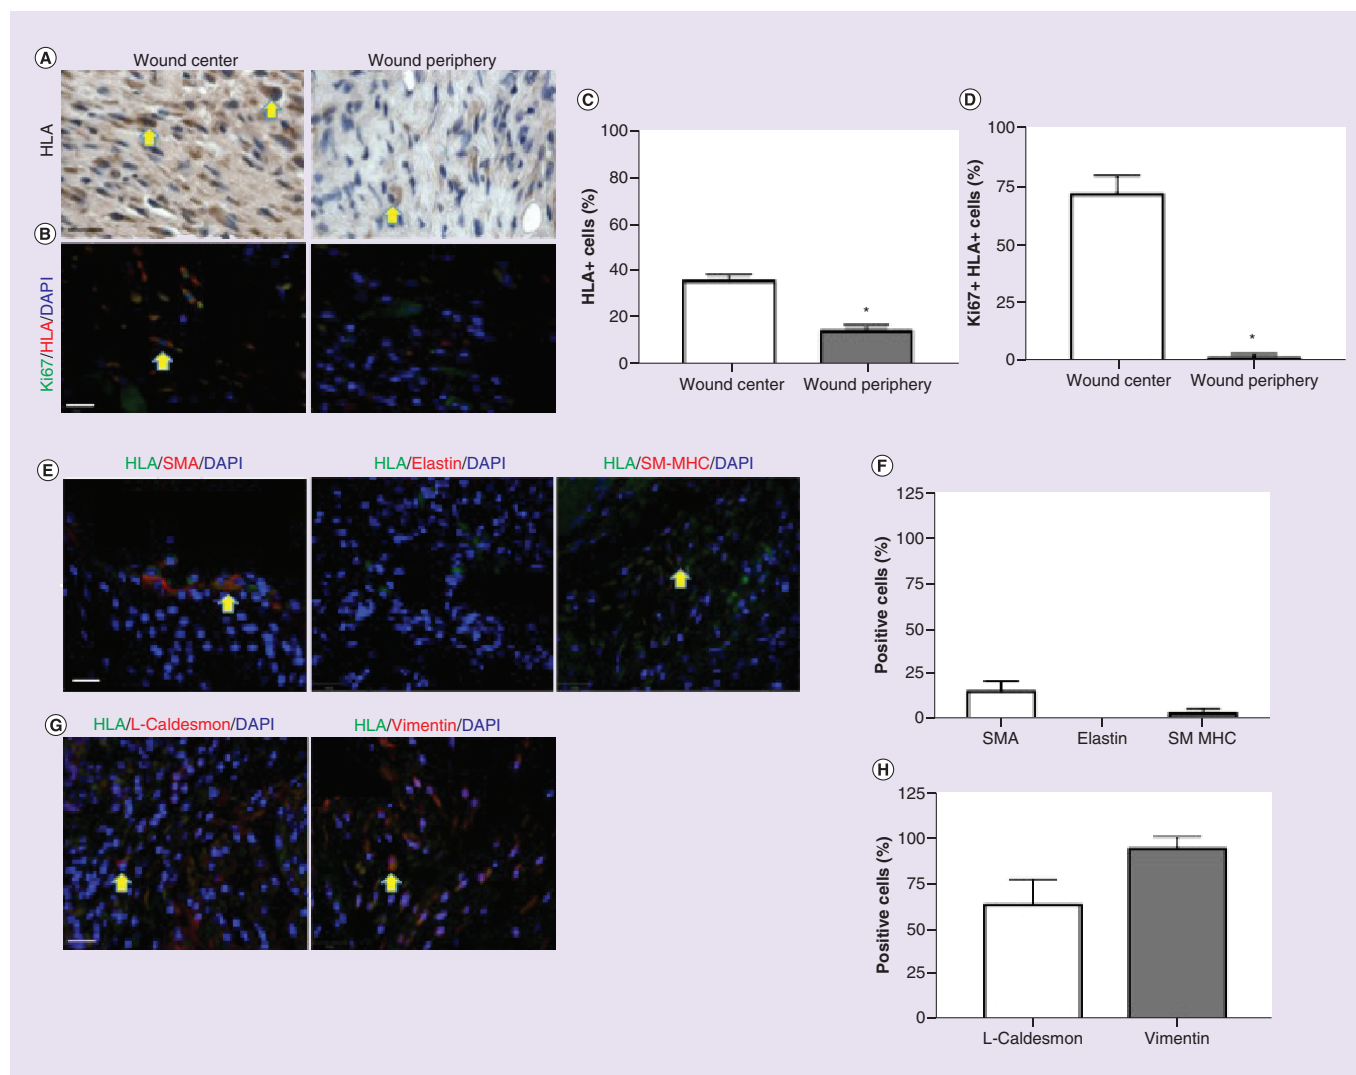 A
Wound center
Wound periphery
HLA
B
Ki67/HLA/DAPI
C
HLA+ cells (%)
100
80
60
40
20
0
*
Wound center
Wound periphery
D
Ki67+ HLA+ cells (%)
100
75
50
25
0
*
Wound center
Wound periphery
E
HLA/SMA/DAPI
HLA/Elastin/DAPI
HLA/SM-MHC/DAPI
F
Positive cells (%)
125
100
75
50
25
0
SMA
Elastin
SM MHC
G
HLA/L-Caldesmon/DAPI
HLA/Vimentin/DAPI
H
Positive cells (%)
125
100
75
50
25
0
L-Caldesmon
Vimentin